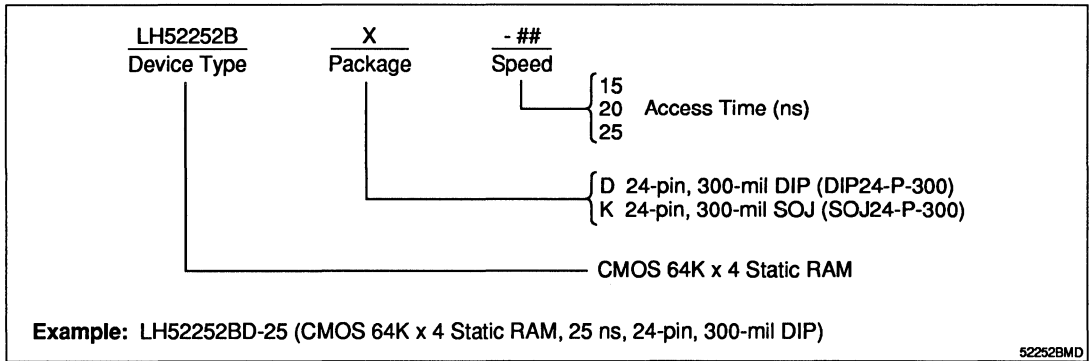 LH52252B X - ##
Device Type Package Speed
15
20 Access Time (ns)
25
D 24-pin, 300-mil DIP (DIP24-P-300)
K 24-pin, 300-mil SOJ (SOJ24-P-300)
CMOS 64K x 4 Static RAM
Example: LH52252BD-25 (CMOS 64K x 4 Static RAM, 25 ns, 24-pin, 300-mil DIP)
52252BMD